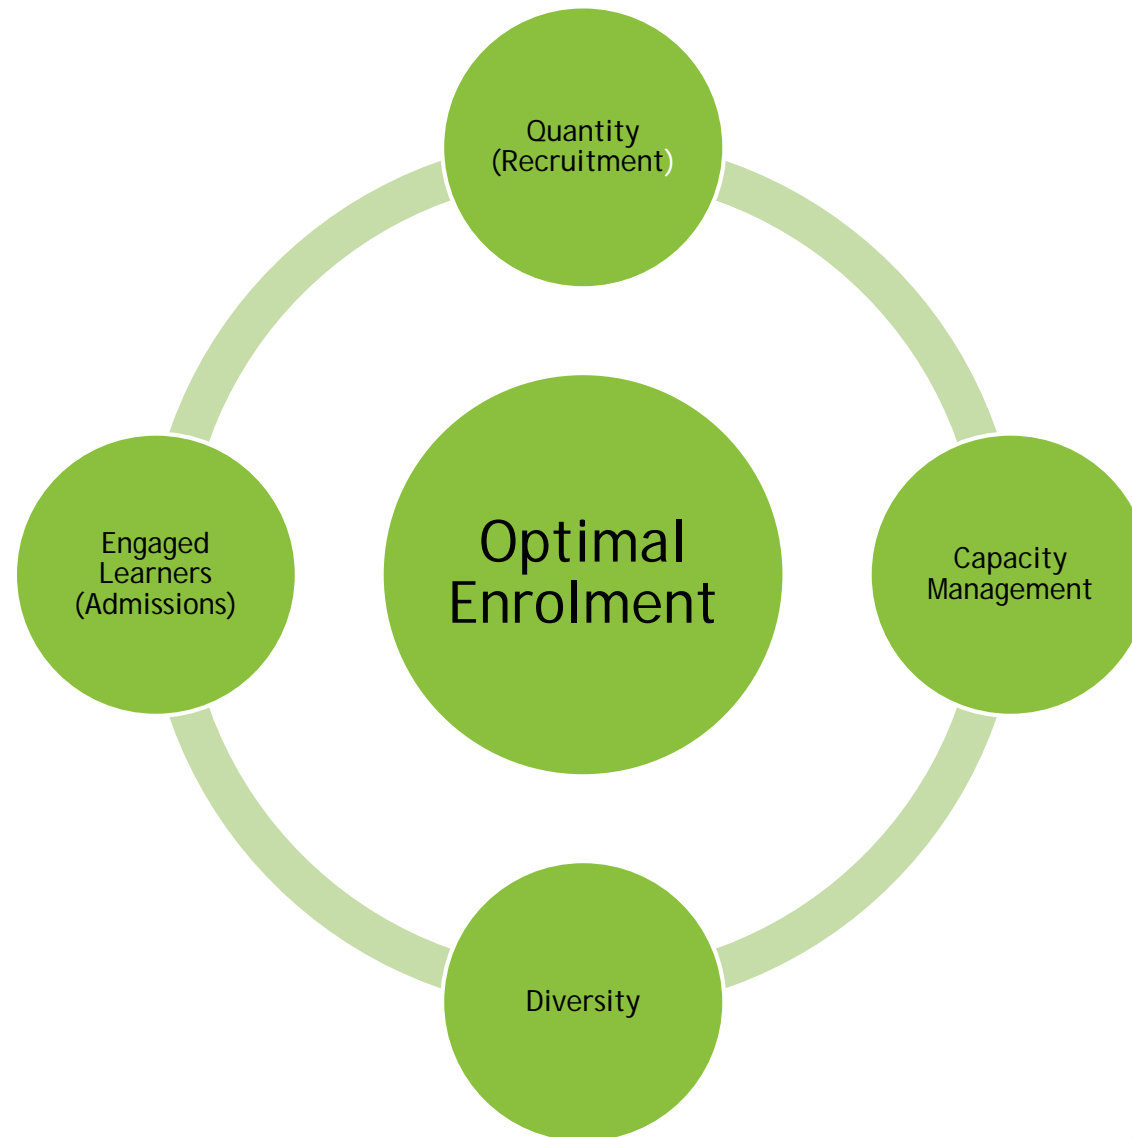 Quantity
(Recruitment)
Engaged
Learners
(Admissions)
Optimal
Enrolment
Capacity
Management
Diversity